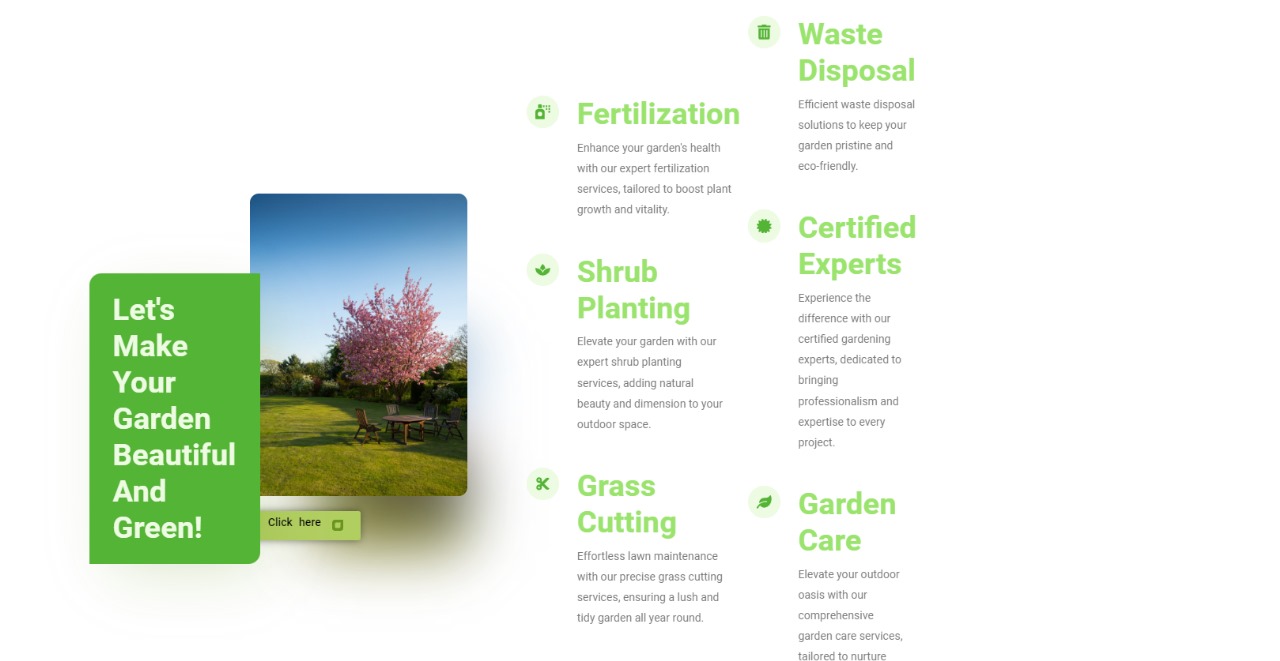 Let's
Make
Your
Garden
Beautiful
And
Green!
Click here
Fertilization
Enhance your garden's health
with our expert fertilization
services, tailored to boost plant
growth and vitality.
Shrub
Planting
Elevate your garden with our
expert shrub planting
services, adding natural
beauty and dimension to your
outdoor space.
Grass
Cutting
Effortless lawn maintenance
with our precise grass cutting
services, ensuring a lush and
tidy garden all year round.
Waste
Disposal
Efficient waste disposal
solutions to keep your
garden pristine and
eco-friendly.
Certified
Experts
Experience the
difference with our
certified gardening
experts, dedicated to
bringing
professionalism and
expertise to every
project.
Garden
Care
Elevate your outdoor
oasis with our
comprehensive
garden care services,
tailored to nurture